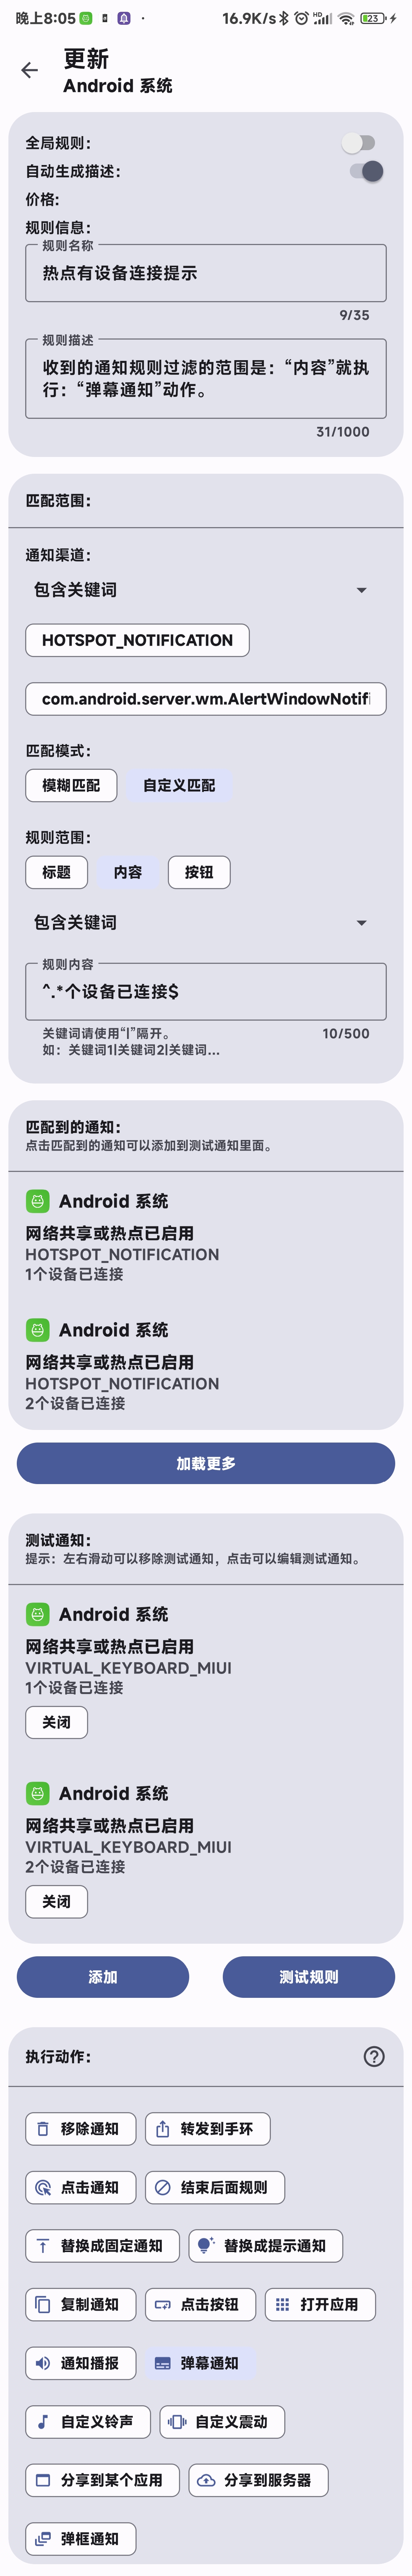 晚上8:05
16.9K/s
HD
23
更新
Android 系统
全局规则:
自动生成描述:
价格:
规则信息:
规则名称
热点有设备连接提示
9/35
规则描述
收到的通知规则过滤的范围是：“内容”就执
行：“弹幕通知”动作。
31/1000
匹配范围:
通知渠道:
包含关键词
HOTSPOT_NOTIFICATION
com.android.server.wm.AlertWindowNotifi
匹配模式:
模糊匹配
自定义匹配
规则范围:
标题
内容
按钮
包含关键词
规则内容
^.*个设备已连接$
关键词请使用“|”隔开。
如：关键词1|关键词2|关键词...
10/500
匹配到的通知:
点击匹配到的通知可以添加到测试通知里面。
Android 系统
网络共享或热点已启用
HOTSPOT_NOTIFICATION
1个设备已连接
Android 系统
网络共享或热点已启用
HOTSPOT_NOTIFICATION
2个设备已连接
加载更多
测试通知:
提示：左右滑动可以移除测试通知，点击可以编辑测试通知。
Android 系统
网络共享或热点已启用
VIRTUAL_KEYBOARD_MIUI
1个设备已连接
关闭
Android 系统
网络共享或热点已启用
VIRTUAL_KEYBOARD_MIUI
2个设备已连接
关闭
添加
测试规则
执行动作:
移除通知
转发到手环
点击通知
结束后面规则
替换成固定通知
替换成提示通知
复制通知
点击按钮
打开应用
通知播报
弹幕通知
自定义铃声
自定义震动
分享到某个应用
分享到服务器
弹框通知